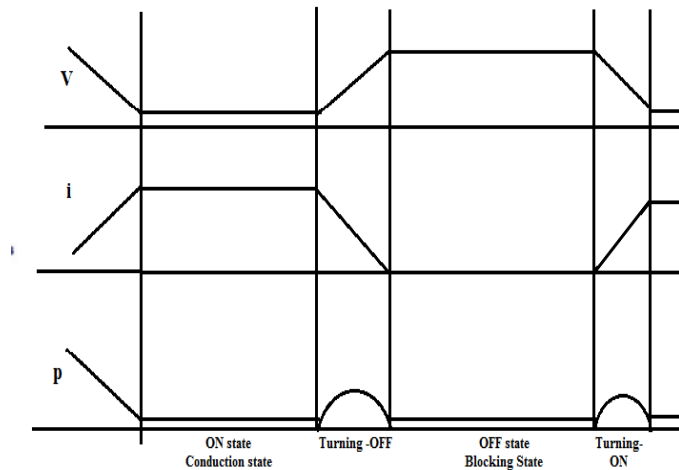 V
i
p
ON state
Conduction state
Turning -OFF
OFF state
Blocking State
Turning-
ON